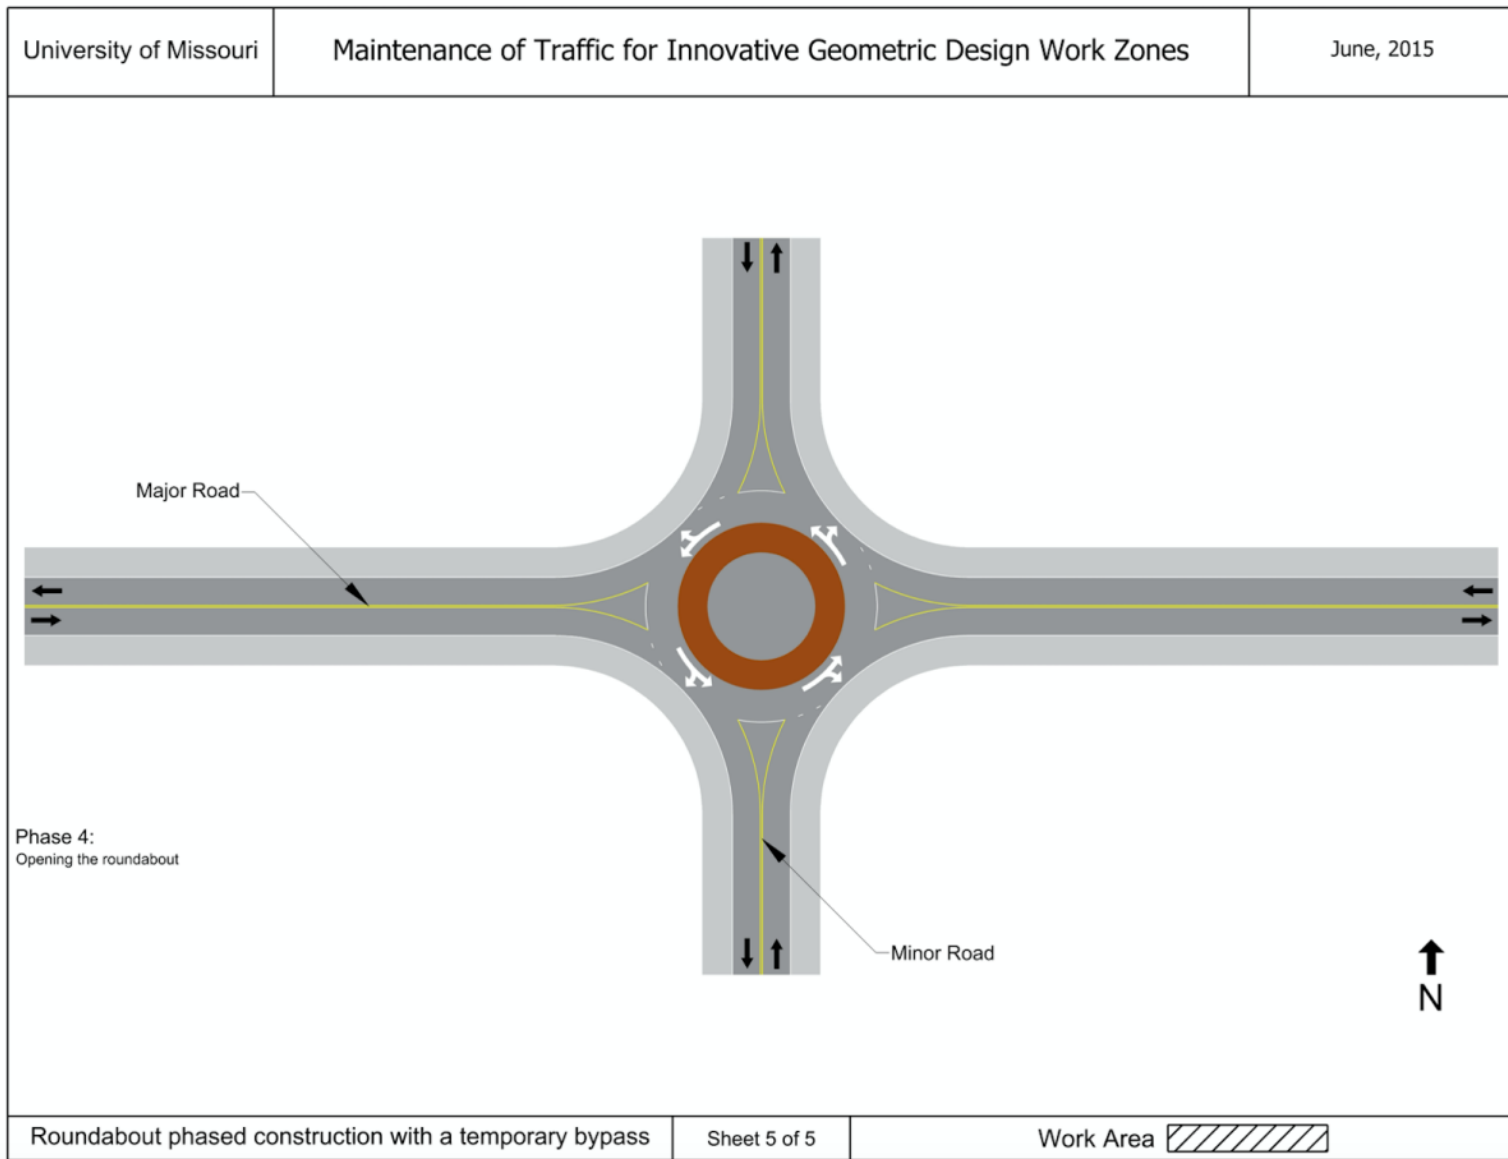 University of Missouri
Maintenance of Traffic for Innovative Geometric Design Work Zones
June, 2015
Major Road
Phase 4:
Opening the roundabout
Minor Road
N
Roundabout phased construction with a temporary bypass
Sheet 5 of 5
Work Area